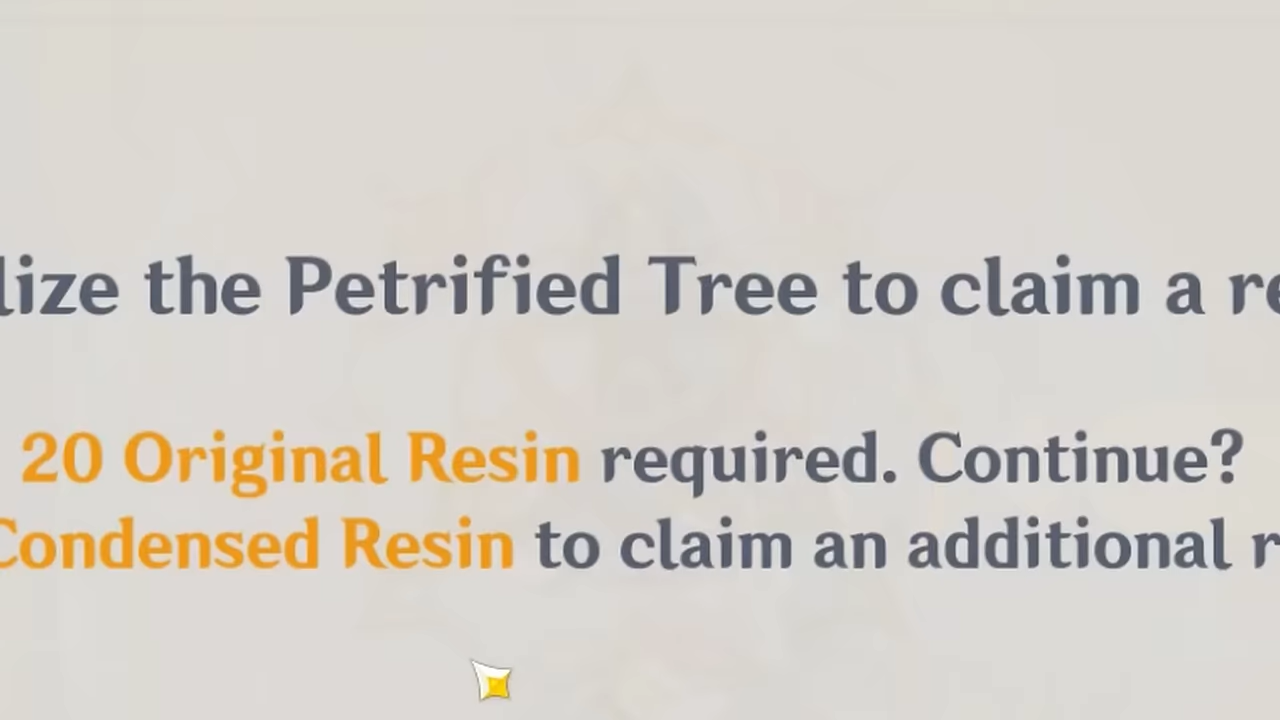 lize the Petrified Tree to claim a re
20 Original Resin required. Continue?
Condensed Resin to claim an additional r